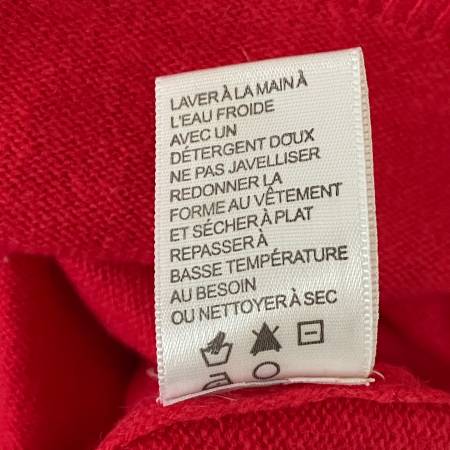 LAVER À LA MAIN À
L'EAU FROIDE
AVEC UN
DÉTERGENT DOUX
NE PAS JAVELLISER
REDONNER LA
FORME AU VÊTEMENT
ET SÉCHER À PLAT
REPASSER À
BASSE TEMPÉRATURE
AU BESOIN
OU NETTOYER À SEC